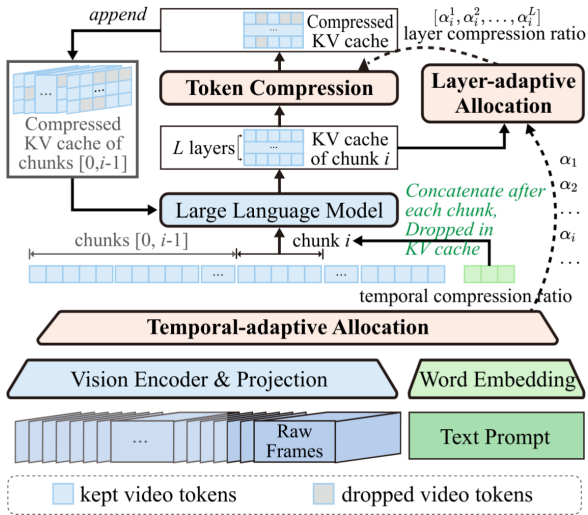 append
Compressed
KV cache
[α_i^1, α_i^2, . . . , α_i^L]
layer compression ratio
...
Token Compression
Layer-adaptive
Allocation
Compressed
KV cache of
chunks [0,i-1]
L layers
...
KV cache
of chunk i
α_1
α_2
...
α_i
...
Large Language Model
Concatenate after
each chunk,
Dropped in
KV cache
chunks [0, i-1]
chunk i
...
...
temporal compression ratio
Temporal-adaptive Allocation
Vision Encoder & Projection
Word Embedding
...
Raw
Frames
Text Prompt
kept video tokens
dropped video tokens